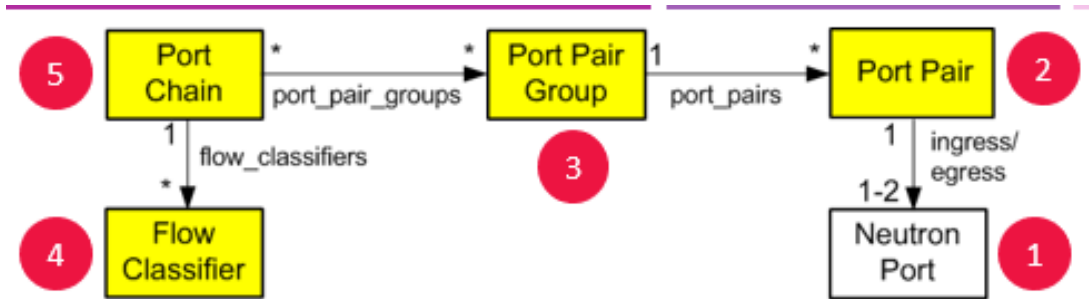 5
Port
Chain
*
port_pair_groups
*
Port Pair
Group
1
port_pairs
*
Port Pair
2
1
flow_classifiers
*
3
1
ingress/
egress
1-2
4
Flow
Classifier
Neutron
Port
1